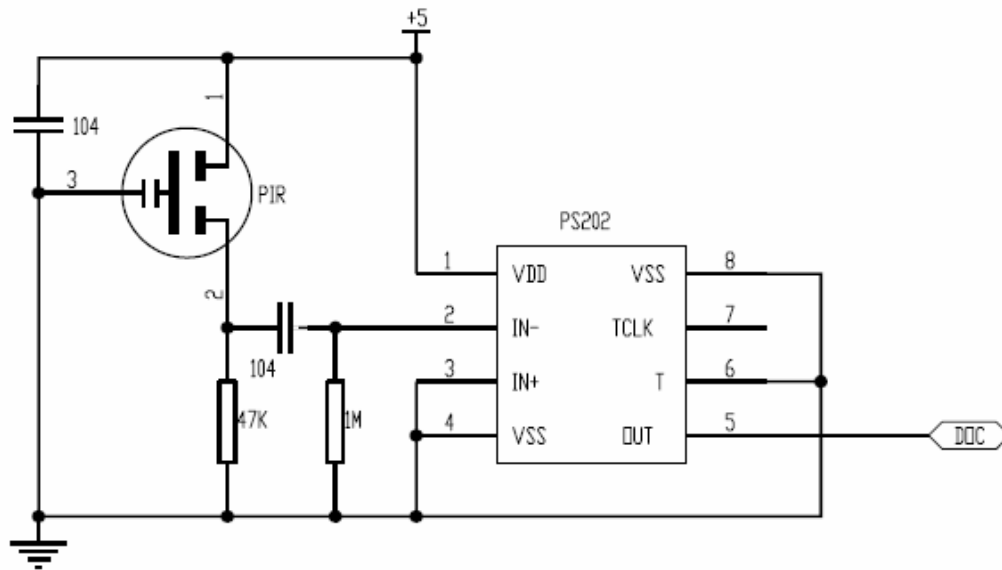 +5
1
104
3
PIR
2
104
47K
1M
PS202
1 VDD VSS 8
2 IN- TCLK 7
3 IN+ T 6
4 VSS OUT 5
DOC